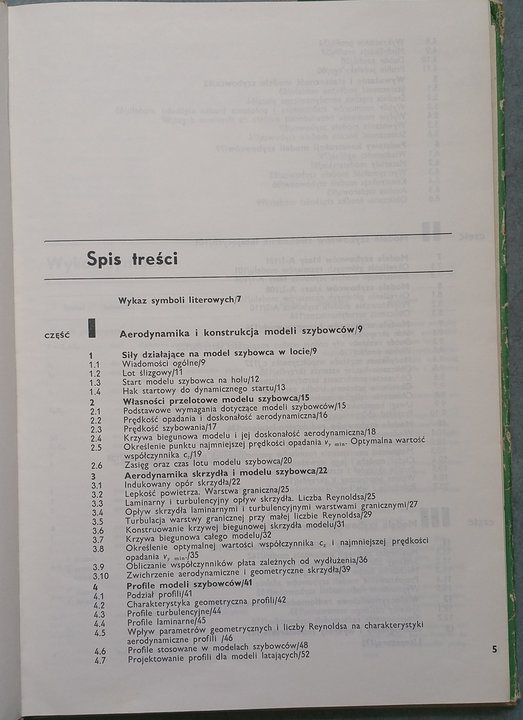 Spis treści
Wykaz symboli literowych/7
CZĘŚĆ I Aerodynamika i konstrukcja modeli szybowców/9
1 Siły działające na model szybowca w locie/9
1.1 Wiadomości ogólne/9
1.2 Lot ślizgowy/11
1.3 Start modelu szybowca na holu/12
1.4 Hak startowy do dynamicznego startu/13
2 Własności przelotowe modelu szybowca/15
2.1 Podstawowe wymagania dotyczące modeli szybowców/15
2.2 Prędkość opadania i doskonałość aerodynamiczna/16
2.3 Prędkość szybowania/17
2.4 Krzywa biegunowa modelu i jej doskonałość aerodynamiczna/18
2.5 Określenie punktu najmniejszej prędkości opadania vy min. Optymalna wartość
współczynnika cz/19
2.6 Zasięg oraz czas lotu modelu szybowca/20
3 Aerodynamika skrzydła i modelu szybowca/22
3.1 Indukowany opór skrzydła/22
3.2 Lepkość powietrza. Warstwa graniczna/25
3.3 Laminarny i turbulencyjny opływ skrzydła. Liczba Reynoldsa/25
3.4 Opływ skrzydła laminarnymi i turbulencyjnymi warstwami granicznymi/27
3.5 Turbulacja warstwy granicznej przy małej liczbie Reynoldsa/29
3.6 Konstruowanie krzywej biegunowej skrzydła modelu/31
3.7 Krzywa biegunowa całego modelu/32
3.8 Określenie optymalnej wartości współczynnika cz i najmniejszej prędkości
opadania vy min/35
3.9 Obliczanie współczynników płata zależnych od wydłużenia/36
3.10 Zwichrzenie aerodynamiczne i geometryczne skrzydła/39
4 Profile modeli szybowców/41
4.1 Podział profili/41
4.2 Charakterystyka geometryczna profili/42
4.3 Profile turbulencyjne/44
4.4 Profile laminarne/45
4.5 Wpływ parametrów geometrycznych i liczby Reynoldsa na charakterystyki
aerodynamiczne profili /46
4.6 Profile stosowane w modelach szybowców/48
4.7 Projektowanie profili dla modeli latających/52
5